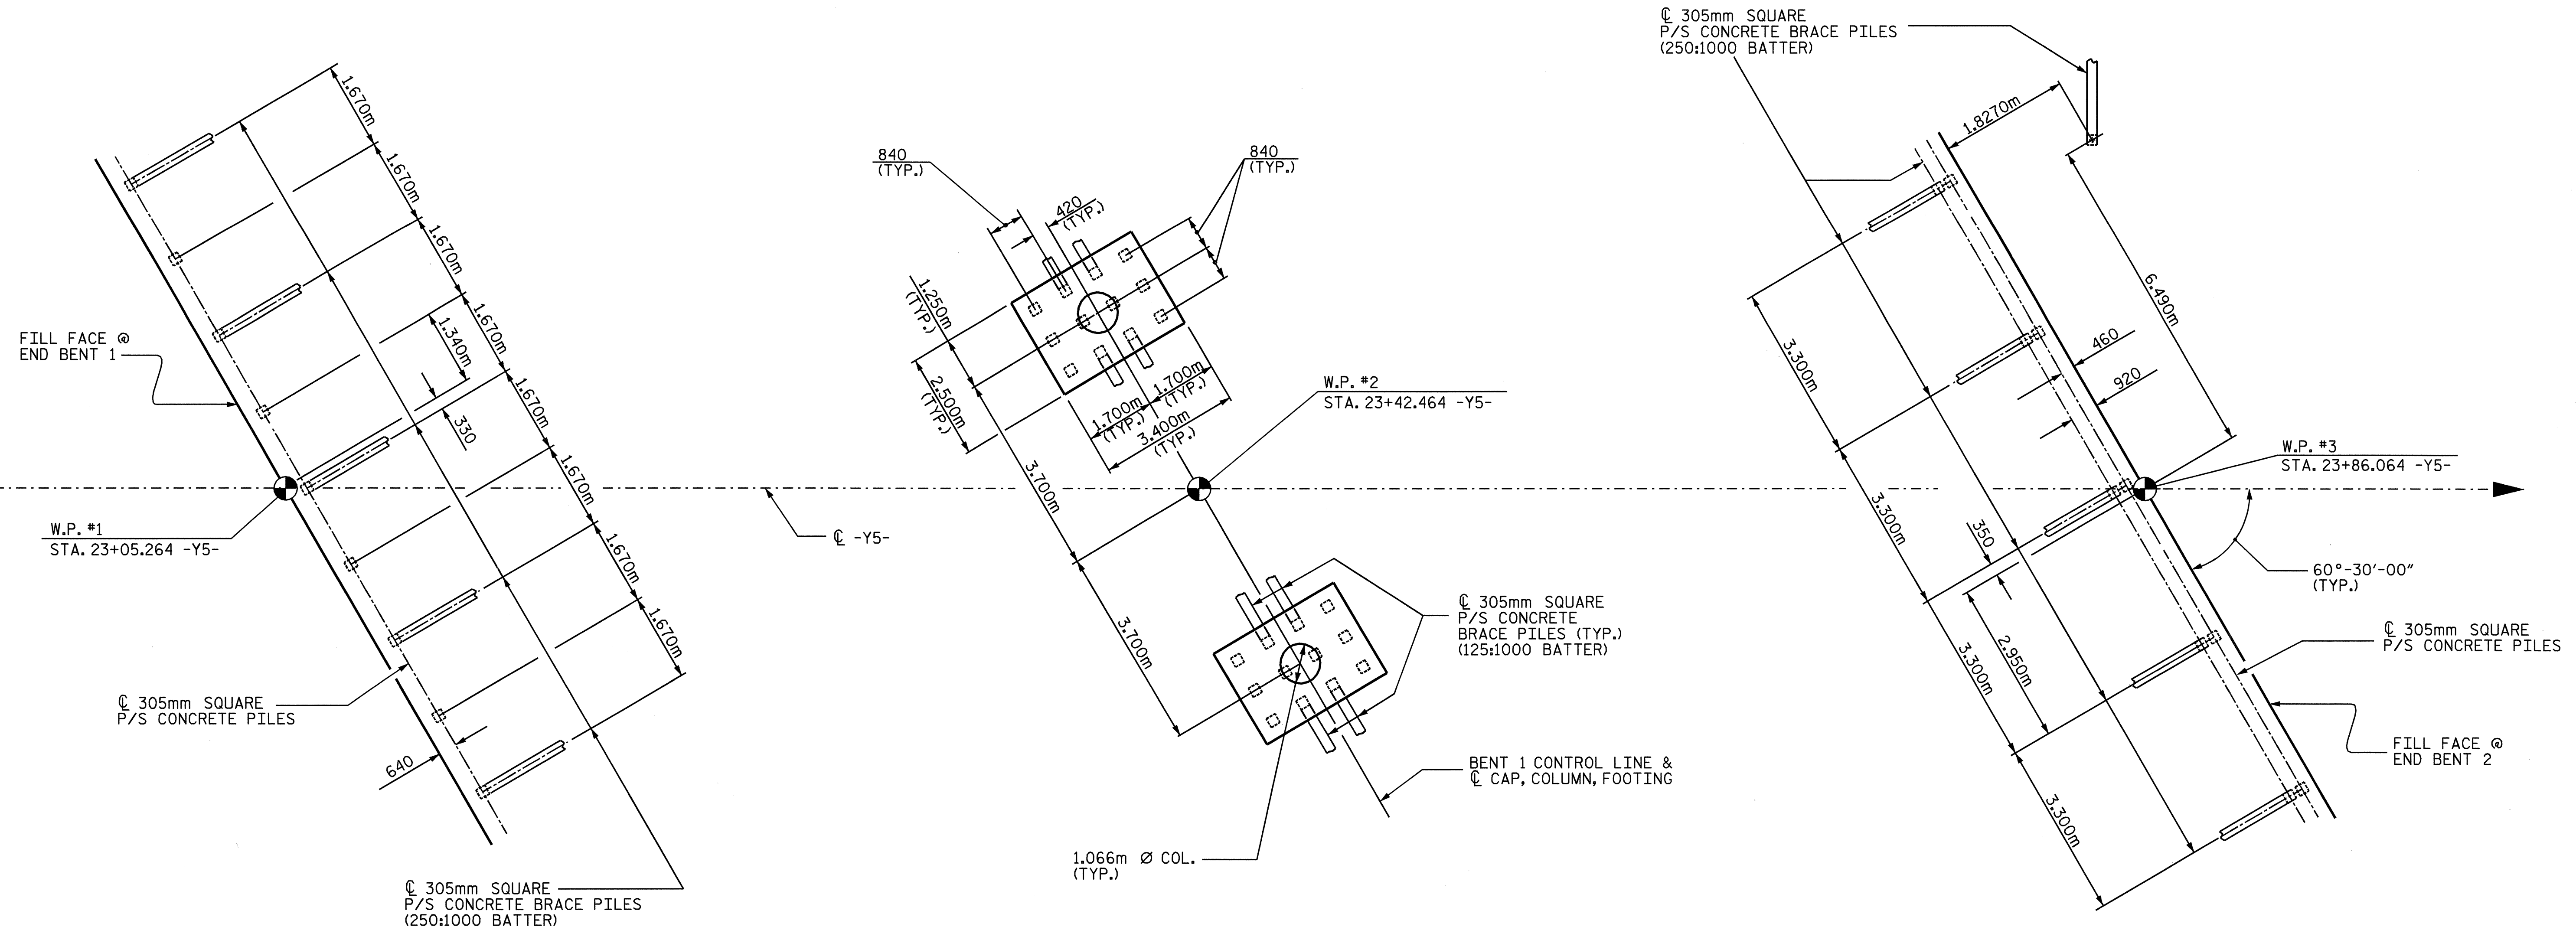 ℄ 305mm SQUARE
P/S CONCRETE BRACE PILES
(250:1000 BATTER)
1.670m
1.670m
1.670m
1.670m
1.670m
1.670m
1.670m
1.670m
1.340m
330
FILL FACE @
END BENT 1
W.P. #1
STA. 23+05.264 -Y5-
℄ 305mm SQUARE
P/S CONCRETE PILES
640
℄ 305mm SQUARE
P/S CONCRETE BRACE PILES
(250:1000 BATTER)
840
(TYP.)
420
(TYP.)
840
(TYP.)
1.250m
(TYP.)
2.500m
(TYP.)
1.700m
(TYP.)
1.700m
(TYP.)
3.400m
(TYP.)
3.700m
3.700m
W.P. #2
STA. 23+42.464 -Y5-
℄ -Y5-
℄ 305mm SQUARE
P/S CONCRETE
BRACE PILES (TYP.)
(125:1000 BATTER)
BENT 1 CONTROL LINE &
℄ CAP, COLUMN, FOOTING
1.066m Ø COL.
(TYP.)
1.8270m
6.490m
460
920
3.300m
3.300m
3.300m
3.300m
350
2.950m
W.P. #3
STA. 23+86.064 -Y5-
60°-30'-00"
(TYP.)
℄ 305mm SQUARE
P/S CONCRETE PILES
FILL FACE @
END BENT 2